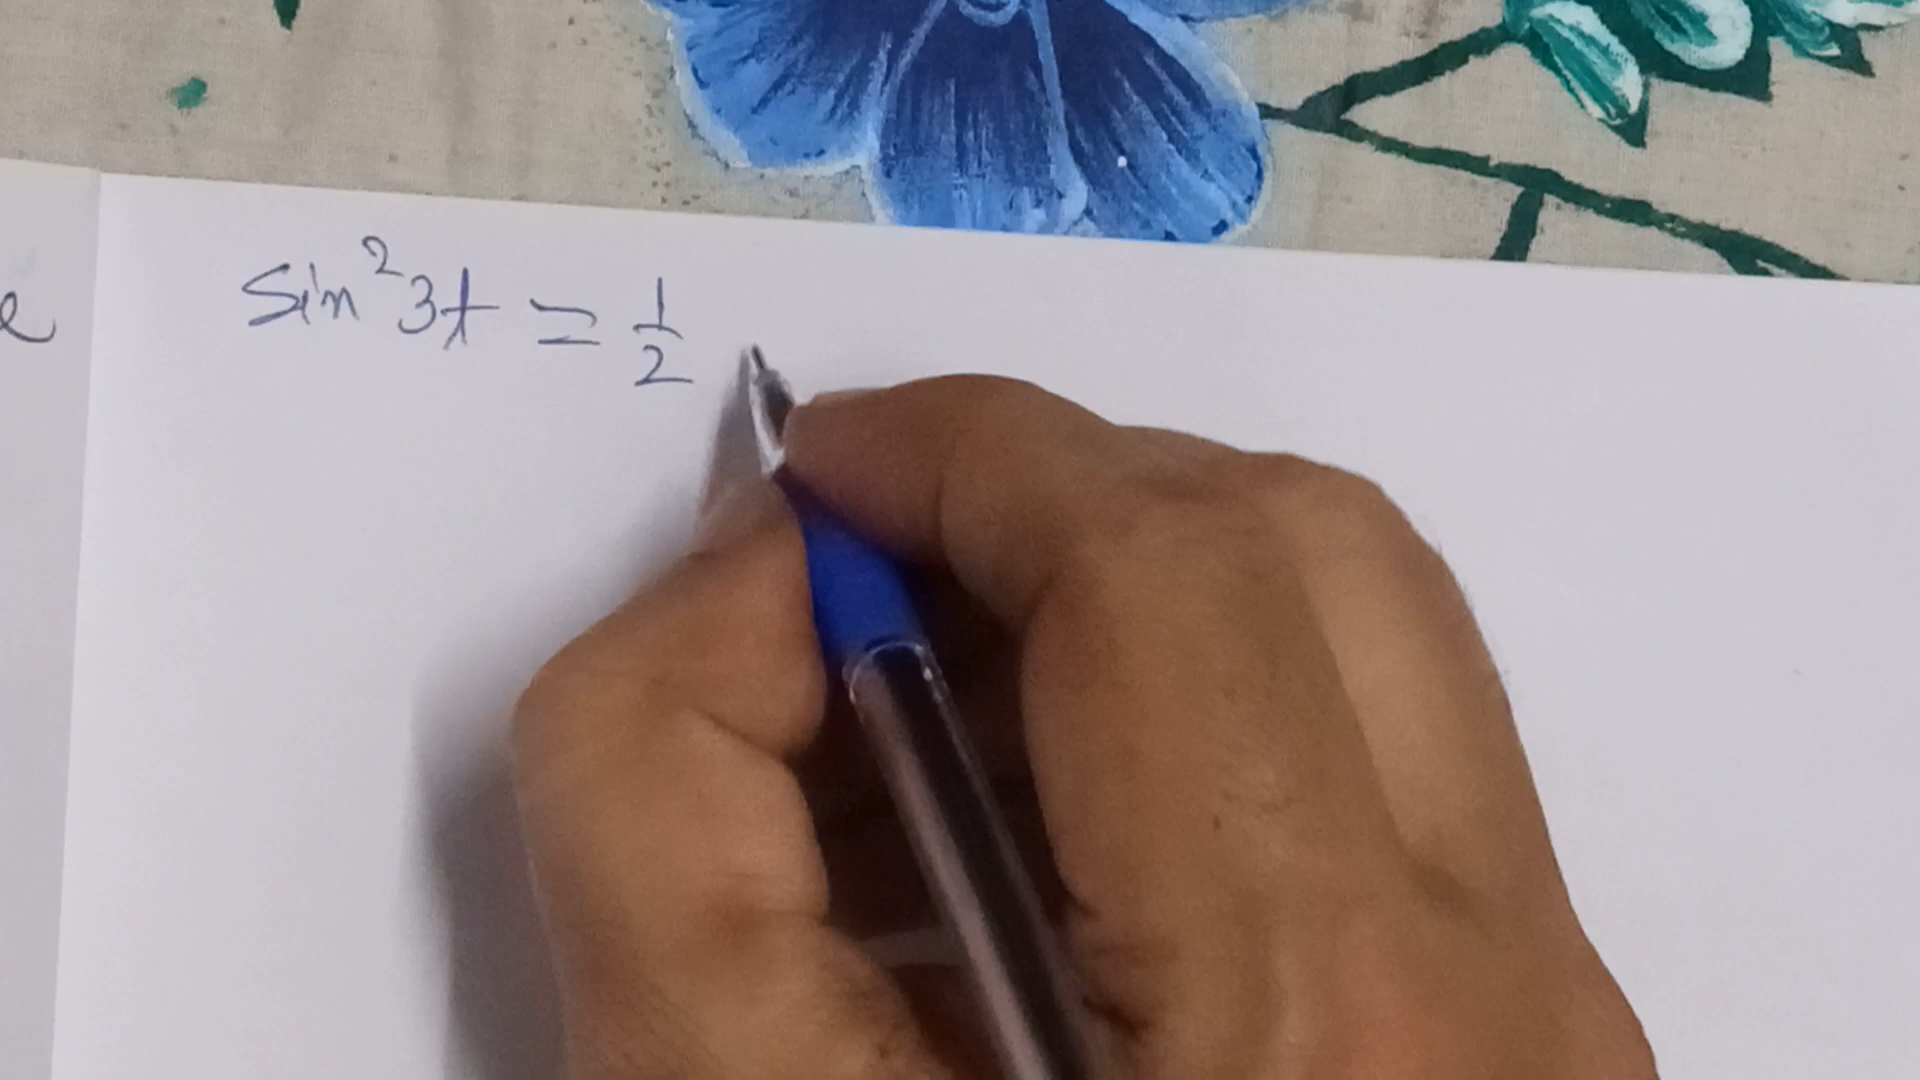 e
sin²3t = 1/2